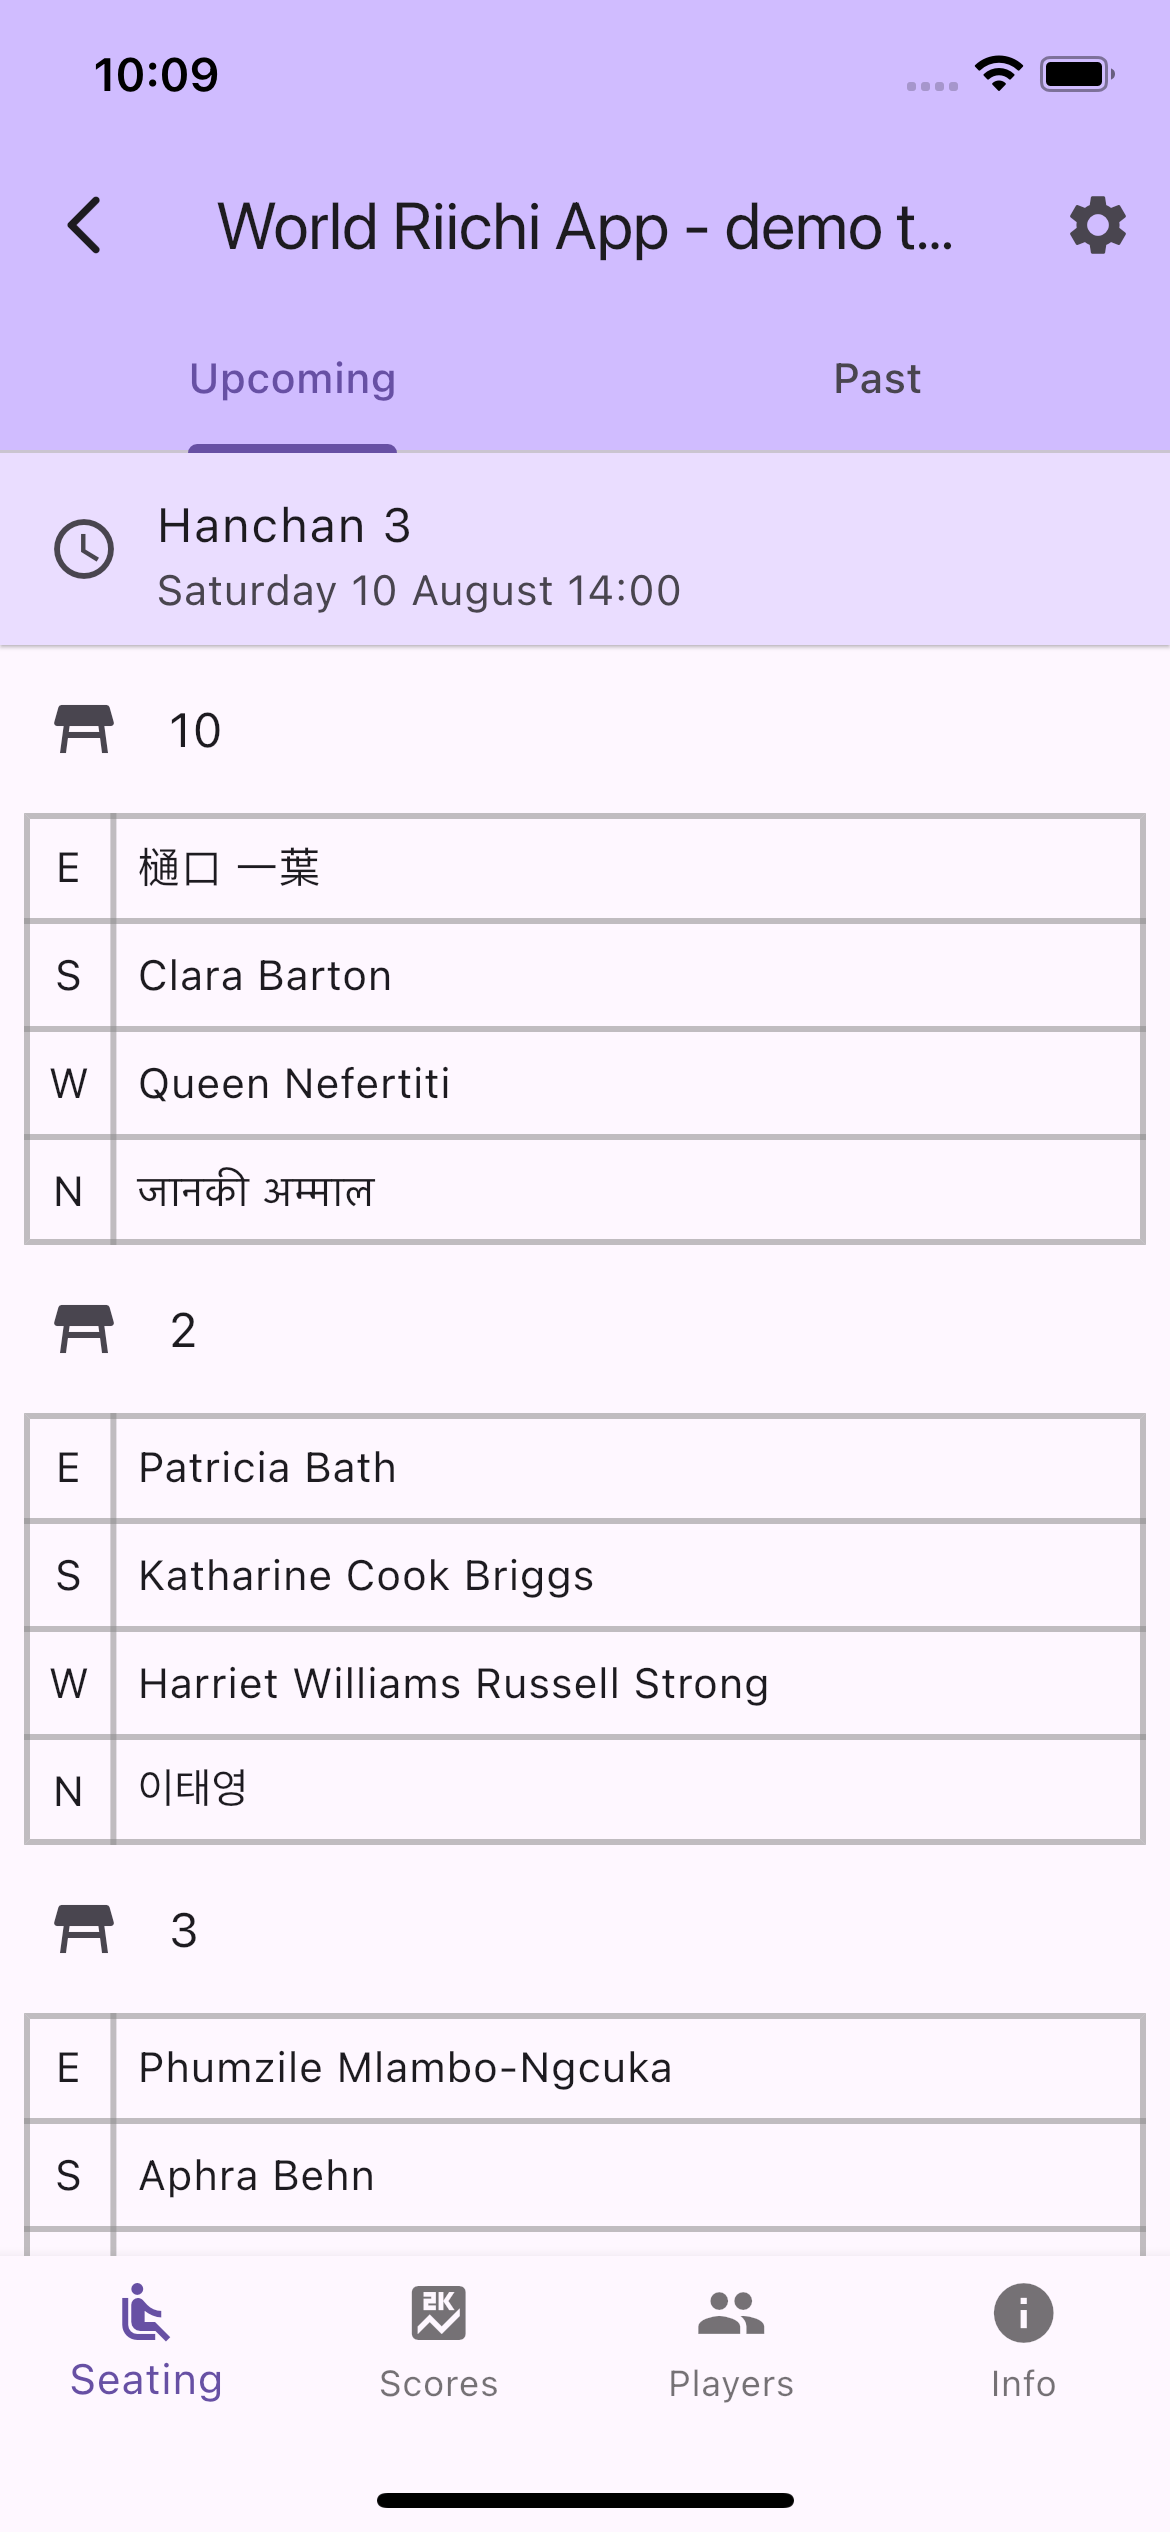 10:09
World Riichi App - demo t...
Upcoming
Past
Hanchan 3
Saturday 10 August 14:00
10
E 樋口 一葉
S Clara Barton
W Queen Nefertiti
N जानकी अम्माल
2
E Patricia Bath
S Katharine Cook Briggs
W Harriet Williams Russell Strong
N 이태영
3
E Phumzile Mlambo-Ngcuka
S Aphra Behn
2K
Seating
Scores
Players
Info